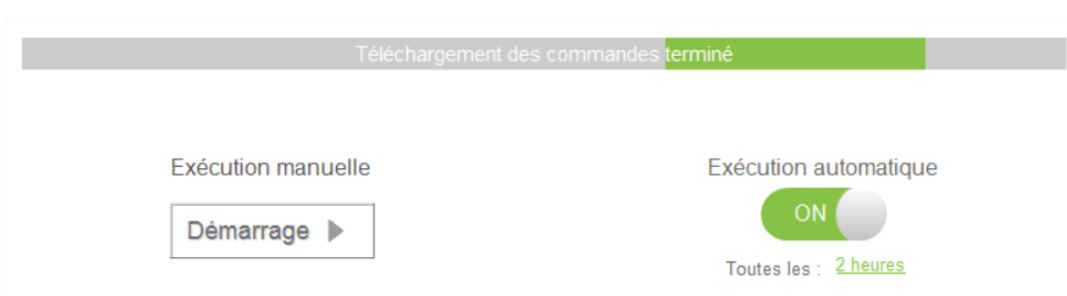 Téléchargement des commandes terminé
Exécution manuelle
Démarrage
Exécution automatique
ON
Toutes les : 2 heures